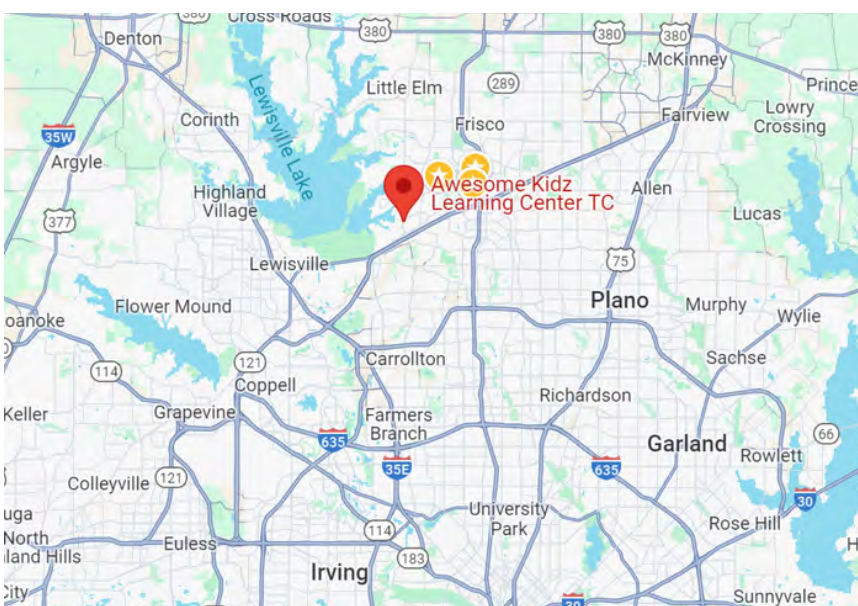 Cross Roads
380
380
380
380
Denton
McKinney
Little Elm
289
Prince
Lewisville Lake
Corinth
Frisco
Fairview
Lowry
Crossing
35W
Argyle
Highland
Village
Awesome Kidz
Learning Center TC
Allen
377
Lucas
Lewisville
75
Flower Mound
Plano
Murphy
Wylie
oanoke
114
121
Carrollton
Sachse
Coppell
Richardson
Keller
Grapevine
Farmers
Branch
635
Garland
66
35E
635
Rowlett
Colleyville
121
30
University
Park
uga
North
land Hills
114
Rose Hill
Euless
183
H
Irving
City
30
Sunnyvale